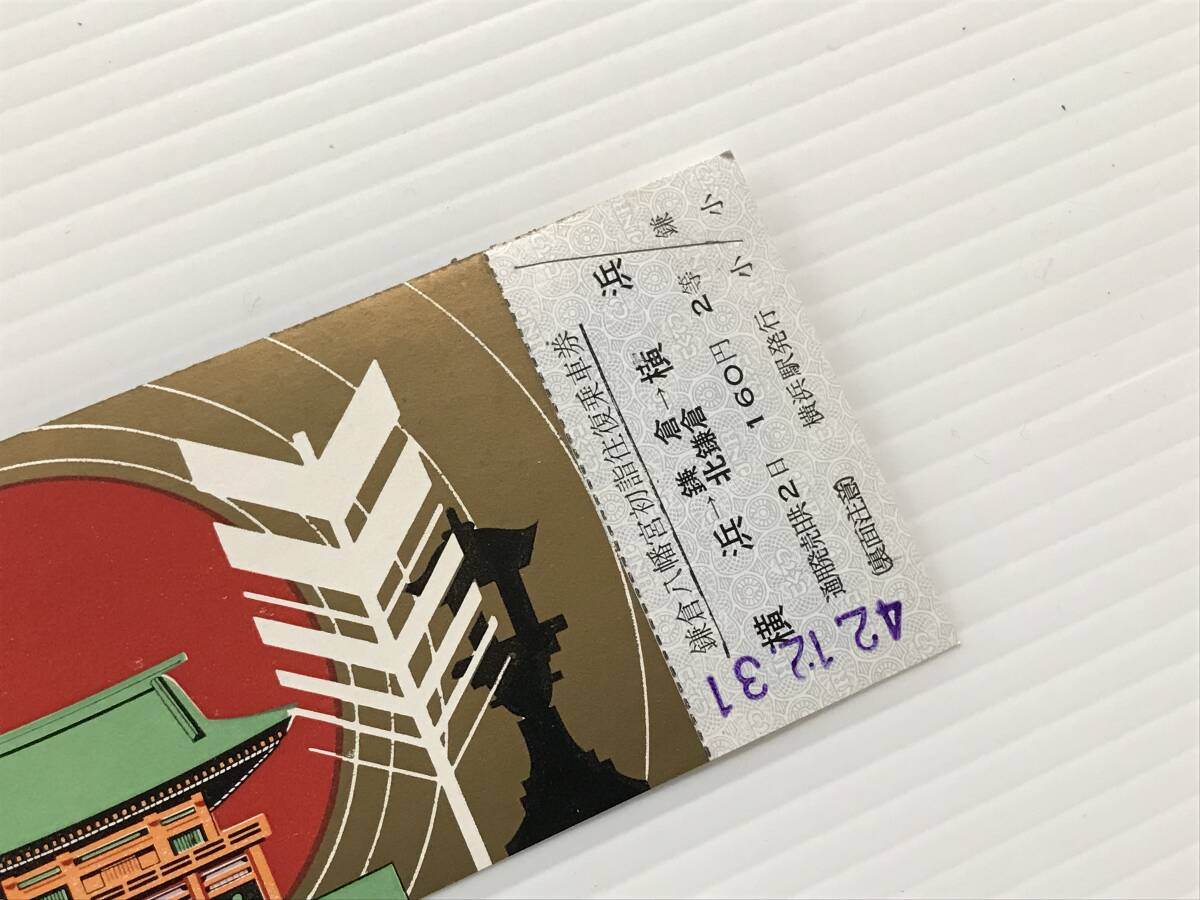 鎌倉八幡宮初詣往復乗車券
横浜→鎌倉
北鎌倉→横浜
160円 2等
通用発売日共2日
横浜駅発行
(裏面注意)
小
鎌
小
42.12.31